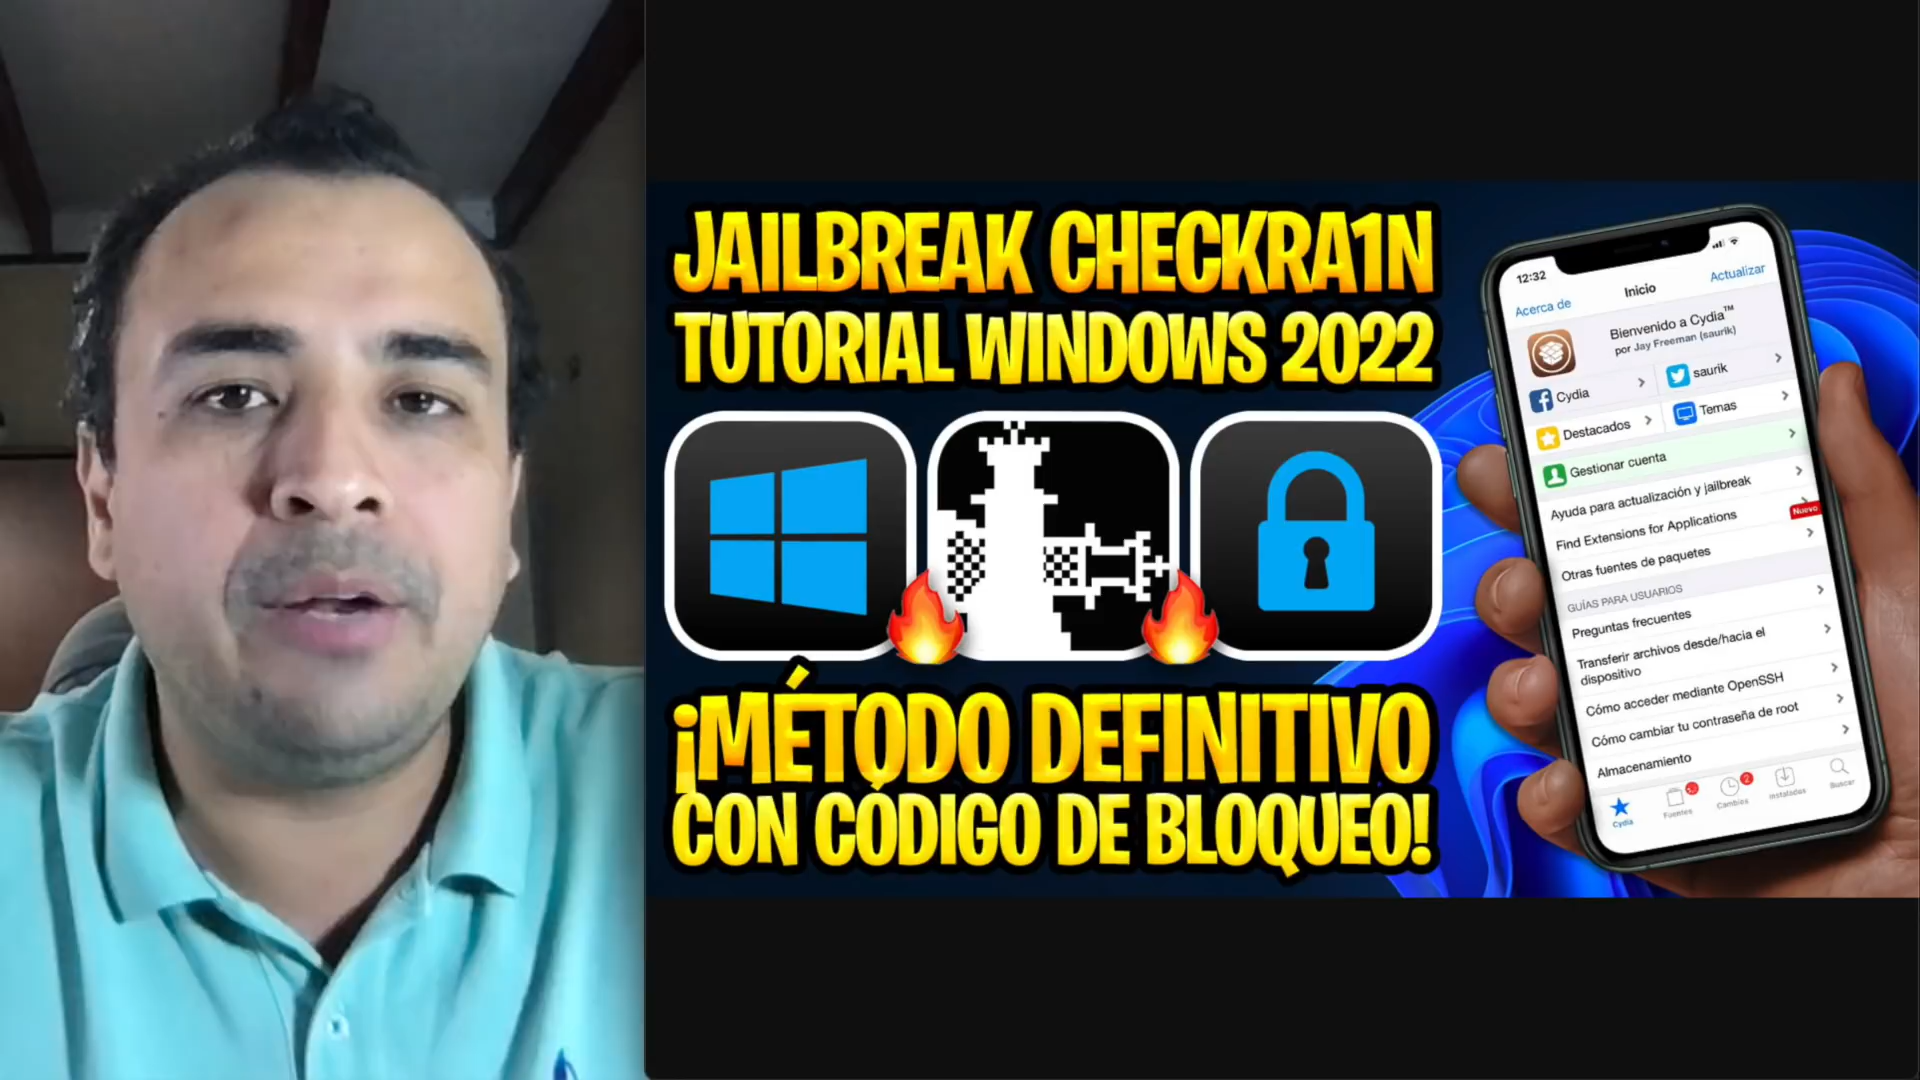 JAILBREAK CHECKRA1N
TUTORIAL WINDOWS 2022
¡MÉTODO DEFINITIVO
CON CÓDIGO DE BLOQUEO!
12:32
Acerca de
Inicio
Actualizar
Bienvenido a Cydia™
por Jay Freeman (saurik)
Cydia
saurik
Destacados
Temas
Gestionar cuenta
Ayuda para actualización y jailbreak
Find Extensions for Applications
Nuevo
Otras fuentes de paquetes
GUÍAS PARA USUARIOS
Preguntas frecuentes
Transferir archivos desde/hacia el
dispositivo
Cómo acceder mediante OpenSSH
Cómo cambiar tu contraseña de root
Almacenamiento
Cydia
Fuentes
Cambios
2
Instalados
Buscar